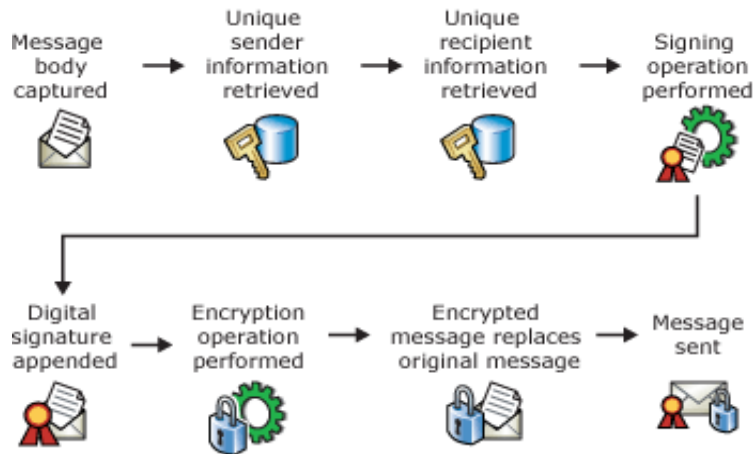 Message
body
captured
Unique
sender
information
retrieved
Unique
recipient
information
retrieved
Signing
operation
performed
Digital
signature
appended
Encryption
operation
performed
Encrypted
message replaces
original message
Message
sent